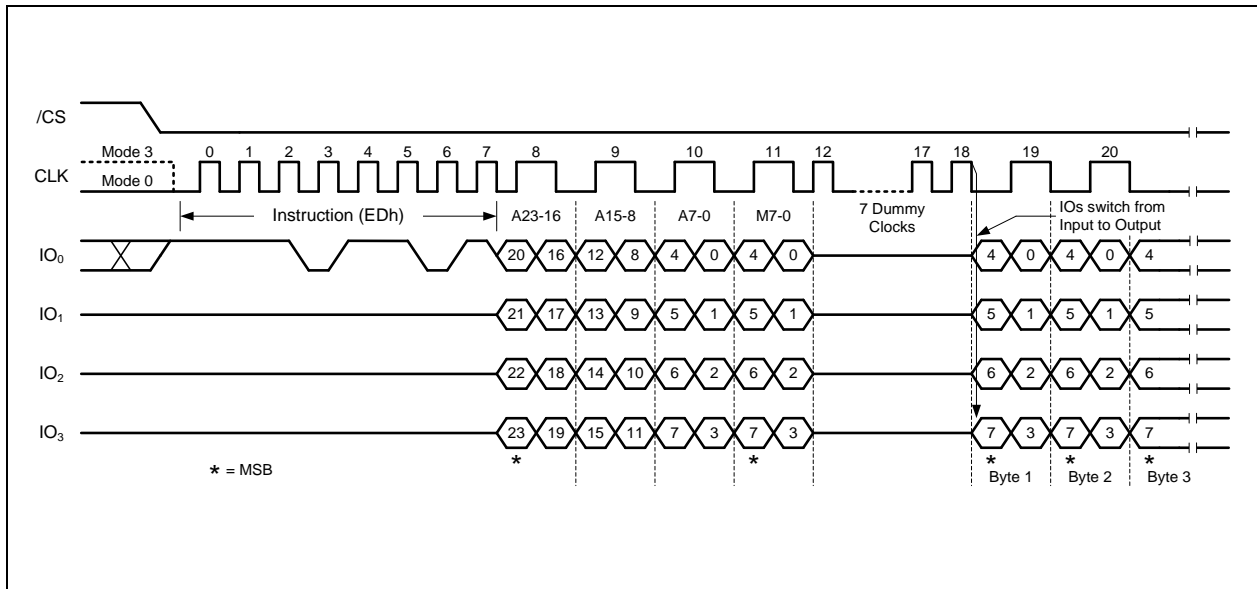 /CS
Mode 3
0 1 2 3 4 5 6 7 8 9 10 11 12 17 18 19 20
CLK
Mode 0
Instruction (EDh) A23-16 A15-8 A7-0 M7-0 7 Dummy
Clocks
IOs switch from
Input to Output
IO0 20 16 12 8 4 0 4 0 4 0 4 0 4
IO1 21 17 13 9 5 1 5 1 5 1 5 1 5
IO2 22 18 14 10 6 2 6 2 6 2 6 2 6
IO3 23 19 15 11 7 3 7 3 7 3 7 3 7
* * * * *
* = MSB
Byte 1 Byte 2 Byte 3